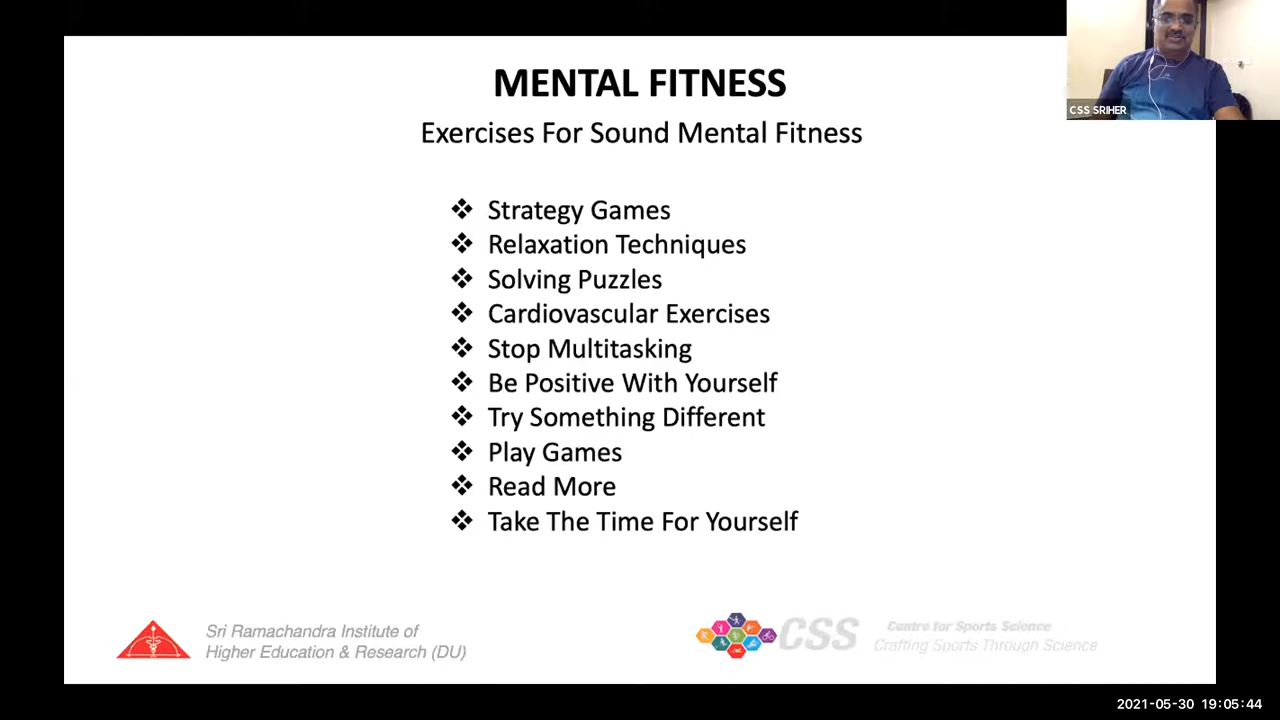 MENTAL FITNESS
Exercises For Sound Mental Fitness
❖ Strategy Games
❖ Relaxation Techniques
❖ Solving Puzzles
❖ Cardiovascular Exercises
❖ Stop Multitasking
❖ Be Positive With Yourself
❖ Try Something Different
❖ Play Games
❖ Read More
❖ Take The Time For Yourself
Sri Ramachandra Institute of
Higher Education & Research (DU)
CSS
Centre for Sports Science
Crafting Sports Through Science
CSS SRIHER
2021-05-30 19:05:44